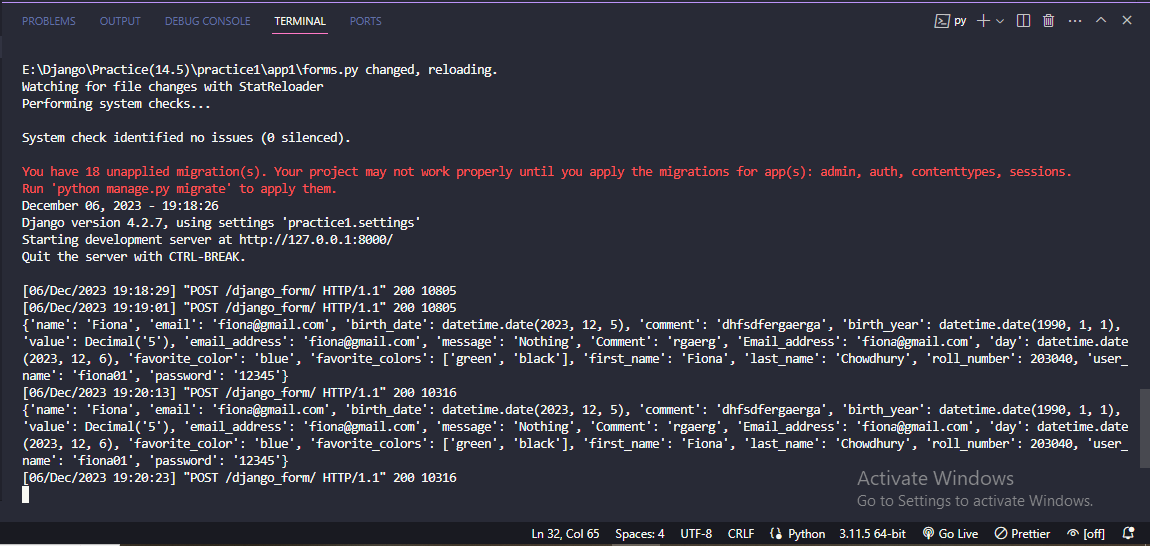 PROBLEMS OUTPUT DEBUG CONSOLE TERMINAL PORTS py
E:\Django\Practice(14.5)\practice1\app1\forms.py changed, reloading.
Watching for file changes with StatReloader
Performing system checks...
System check identified no issues (0 silenced).
You have 18 unapplied migration(s). Your project may not work properly until you apply the migrations for app(s): admin, auth, contenttypes, sessions.
Run 'python manage.py migrate' to apply them.
December 06, 2023 - 19:18:26
Django version 4.2.7, using settings 'practice1.settings'
Starting development server at http://127.0.0.1:8000/
Quit the server with CTRL-BREAK.
[06/Dec/2023 19:18:29] "POST /django_form/ HTTP/1.1" 200 10805
[06/Dec/2023 19:19:01] "POST /django_form/ HTTP/1.1" 200 10805
{'name': 'Fiona', 'email': 'fiona@gmail.com', 'birth_date': datetime.date(2023, 12, 5), 'comment': 'dhfsdfergaerga', 'birth_year': datetime.date(1990, 1, 1),
'value': Decimal('5'), 'email_address': 'fiona@gmail.com', 'message': 'Nothing', 'Comment': 'rgaerg', 'Email_address': 'fiona@gmail.com', 'day': datetime.date
(2023, 12, 6), 'favorite_color': 'blue', 'favorite_colors': ['green', 'black'], 'first_name': 'Fiona', 'last_name': 'Chowdhury', 'roll_number': 203040, 'user_
name': 'fiona01', 'password': '12345'}
[06/Dec/2023 19:20:13] "POST /django_form/ HTTP/1.1" 200 10316
{'name': 'Fiona', 'email': 'fiona@gmail.com', 'birth_date': datetime.date(2023, 12, 5), 'comment': 'dhfsdfergaerga', 'birth_year': datetime.date(1990, 1, 1),
'value': Decimal('5'), 'email_address': 'fiona@gmail.com', 'message': 'Nothing', 'Comment': 'rgaerg', 'Email_address': 'fiona@gmail.com', 'day': datetime.date
(2023, 12, 6), 'favorite_color': 'blue', 'favorite_colors': ['green', 'black'], 'first_name': 'Fiona', 'last_name': 'Chowdhury', 'roll_number': 203040, 'user_
name': 'fiona01', 'password': '12345'}
[06/Dec/2023 19:20:23] "POST /django_form/ HTTP/1.1" 200 10316
Activate Windows
Go to Settings to activate Windows.
Ln 32, Col 65 Spaces: 4 UTF-8 CRLF Python 3.11.5 64-bit Go Live Prettier [off]